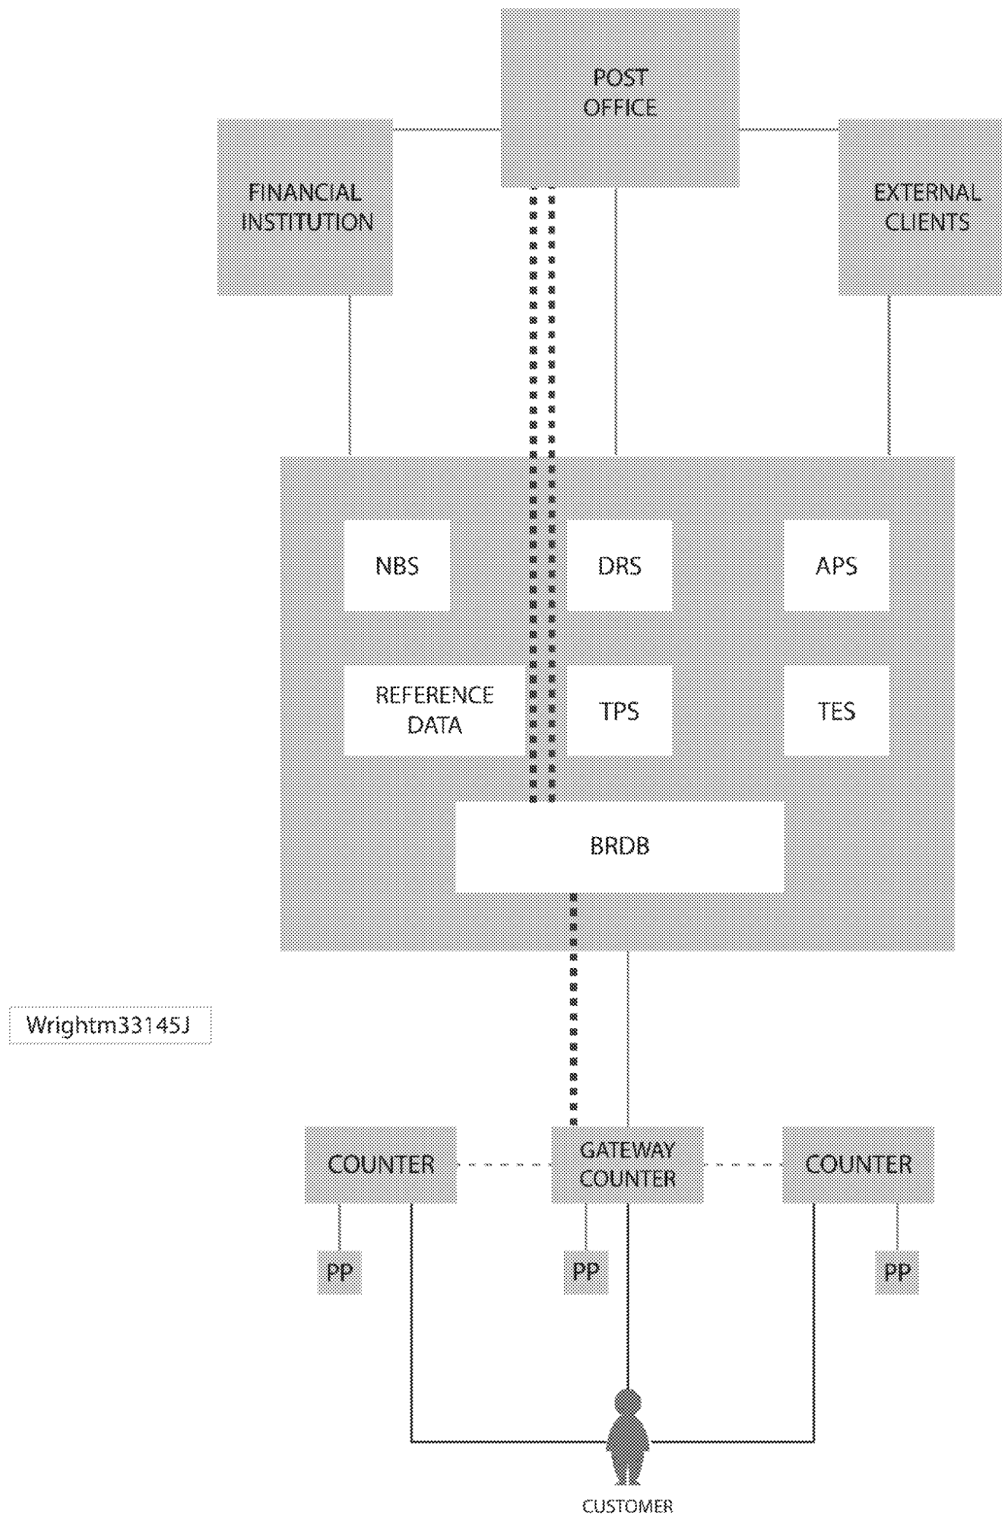 POST
OFFICE
FINANCIAL
INSTITUTION
EXTERNAL
CLIENTS
NBS
DRS
APS
REFERENCE
DATA
TPS
TES
BRDB
Wrightm33145J
COUNTER
GATEWAY
COUNTER
COUNTER
PP
PP
PP
CUSTOMER